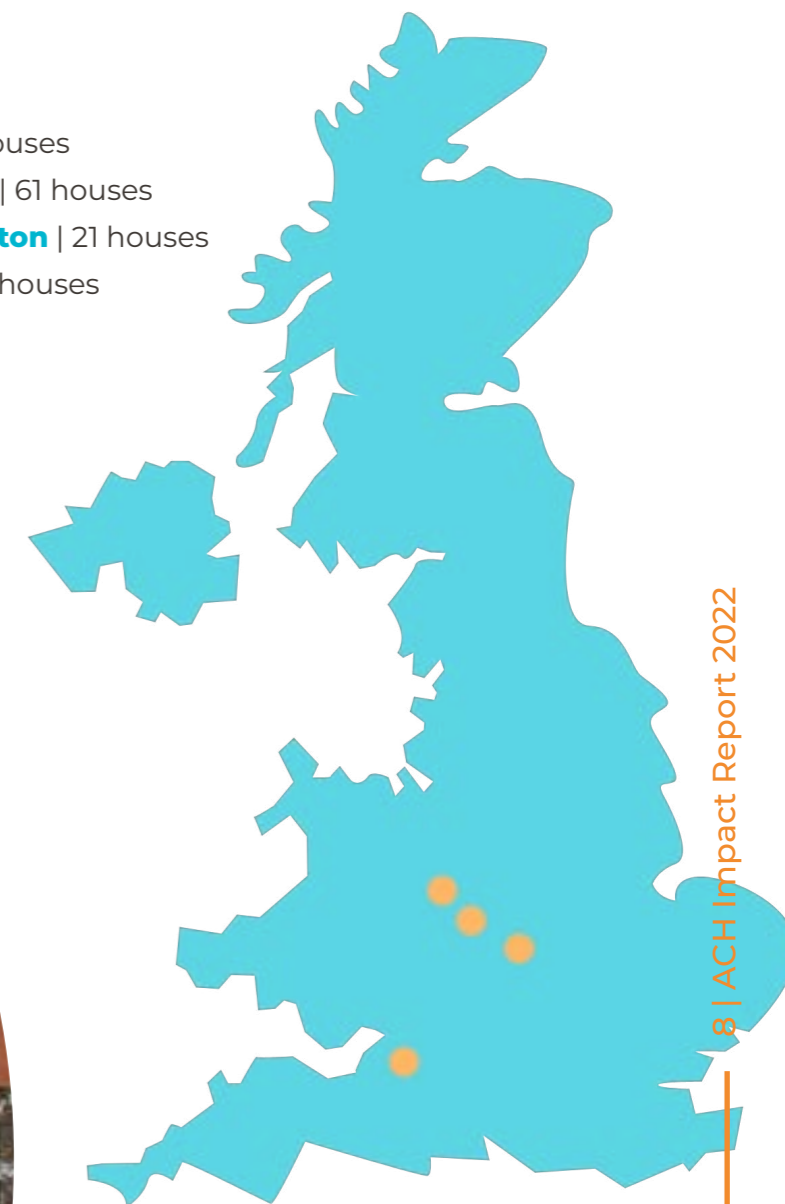 ouses
| 61 houses
ton | 21 houses
houses
8 | ACH Impact Report 2022